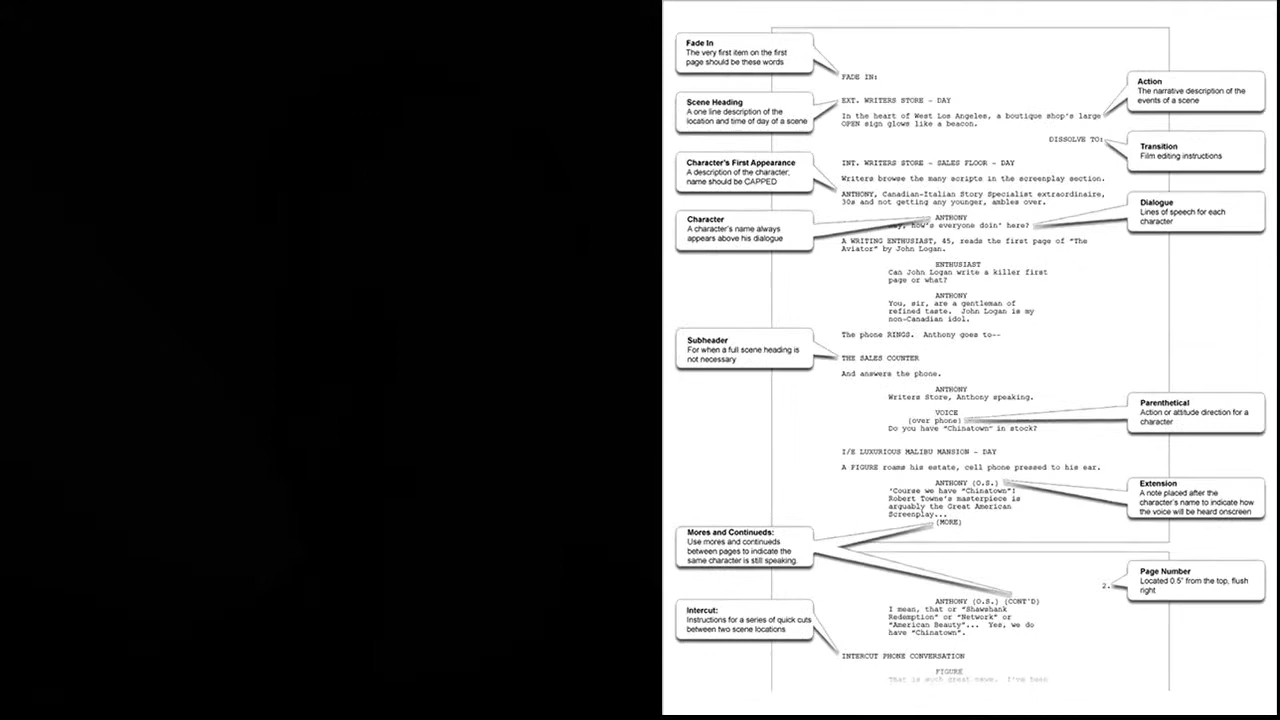 Fade In
The very first item on the first
page should be these words
FADE IN:
Scene Heading
A one line description of the
location and time of day of a scene
EXT. WRITERS STORE - DAY
In the heart of West Los Angeles, a boutique shop's large
OPEN sign glows like a beacon.
Action
The narrative description of the
events of a scene
DISSOLVE TO:
Transition
Film editing instructions
Character's First Appearance
A description of the character,
name should be CAPPED
INT. WRITERS STORE - SALES FLOOR - DAY
Writers browse the many scripts in the screenplay section.
ANTHONY, Canadian-Italian Story Specialist extraordinaire,
30s and not getting any younger, ambles over.
Character
A character's name always
appears above his dialogue
ANTHONY
how's everyone doin' here?
Dialogue
Lines of speech for each
character
A WRITING ENTHUSIAST, 45, reads the first page of "The
Aviator" by John Logan.
ENTHUSIAST
Can John Logan write a killer first
page or what?
ANTHONY
You, sir, are a gentleman of
refined taste. John Logan is my
non-Canadian idol.
The phone RINGS. Anthony goes to--
Subheader
For when a full scene heading is
not necessary
THE SALES COUNTER
And answers the phone.
ANTHONY
Writers Store, Anthony speaking.
VOICE
(over phone)
Do you have "Chinatown" in stock?
Parenthetical
Action or attitude direction for a
character
I/E LUXURIOUS MALIBU MANSION - DAY
A FIGURE roams his estate, cell phone pressed to his ear.
ANTHONY (O.S.)
'Course we have "Chinatown"!
Robert Towne's masterpiece is
arguably the Great American
Screenplay...
(MORE)
Extension
A note placed after the
character's name to indicate how
the voice will be heard onscreen
Mores and Continueds:
Use mores and continueds
between pages to indicate the
same character is still speaking
Page Number
Located 0.5" from the top, flush
right
2.
ANTHONY (O.S.) (CONT'D)
I mean, that or "Shawshank
Redemption" or "Network" or
"American Beauty"... Yes, we do
have "Chinatown".
Intercut:
Instructions for a series of quick cuts
between two scene locations
INTERCUT PHONE CONVERSATION
FIGURE
That is such great news. I've been